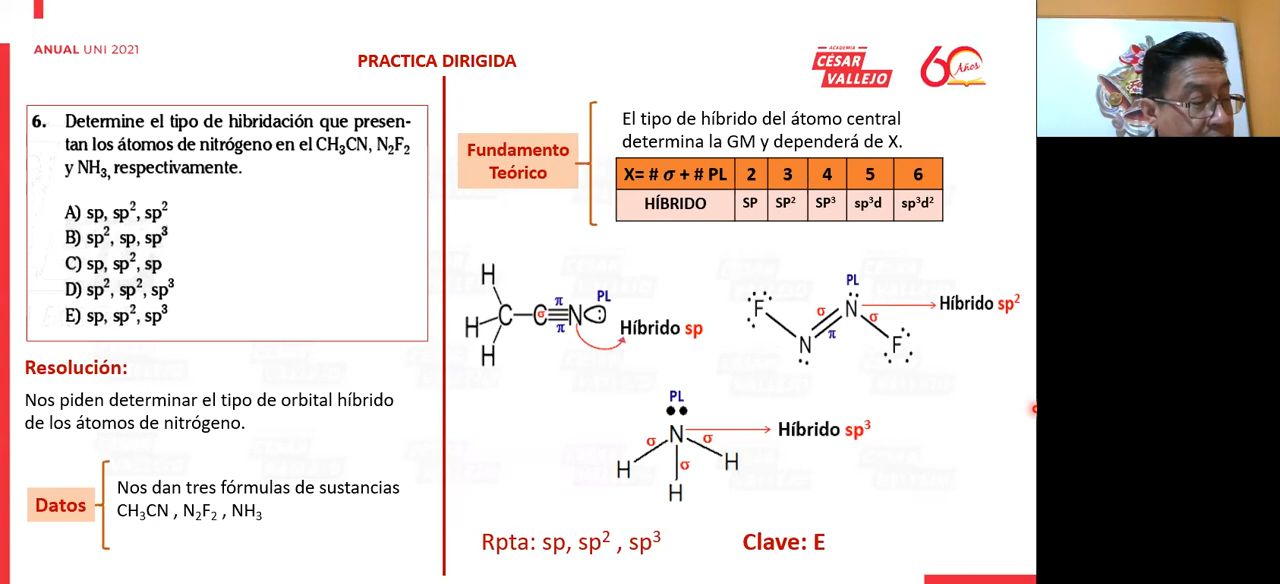 ANUAL UNI 2021
PRACTICA DIRIGIDA
ACADEMIA
CÉSAR
VALLEJO
60
Años
6. Determine el tipo de hibridación que presen-
tan los átomos de nitrógeno en el CH₃CN, N₂F₂
y NH₃, respectivamente.
A) sp, sp², sp²
B) sp², sp, sp³
C) sp, sp², sp
D) sp², sp², sp³
E) sp, sp², sp³
Resolución:
Nos piden determinar el tipo de orbital híbrido
de los átomos de nitrógeno.
Datos
Nos dan tres fórmulas de sustancias
CH₃CN , N₂F₂ , NH₃
Fundamento
Teórico
El tipo de híbrido del átomo central
determina la GM y dependerá de X.
X= # σ + # PL 2 3 4 5 6
HÍBRIDO SP SP² SP³ sp³d sp³d²
H
H C C N
H
σ π π PL
Híbrido sp
PL
F N N F
σ π σ
Híbrido sp²
PL
N
σ σ σ
H H H
Híbrido sp³
Rpta: sp, sp² , sp³ Clave: E